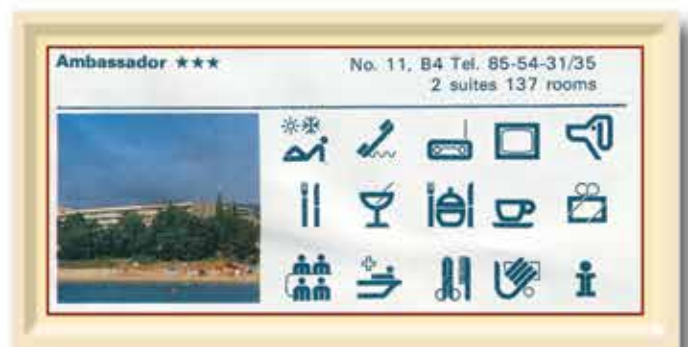 Ambassador ★★★
No. 11, B4 Tel. 85-54-31/35
2 suites 137 rooms